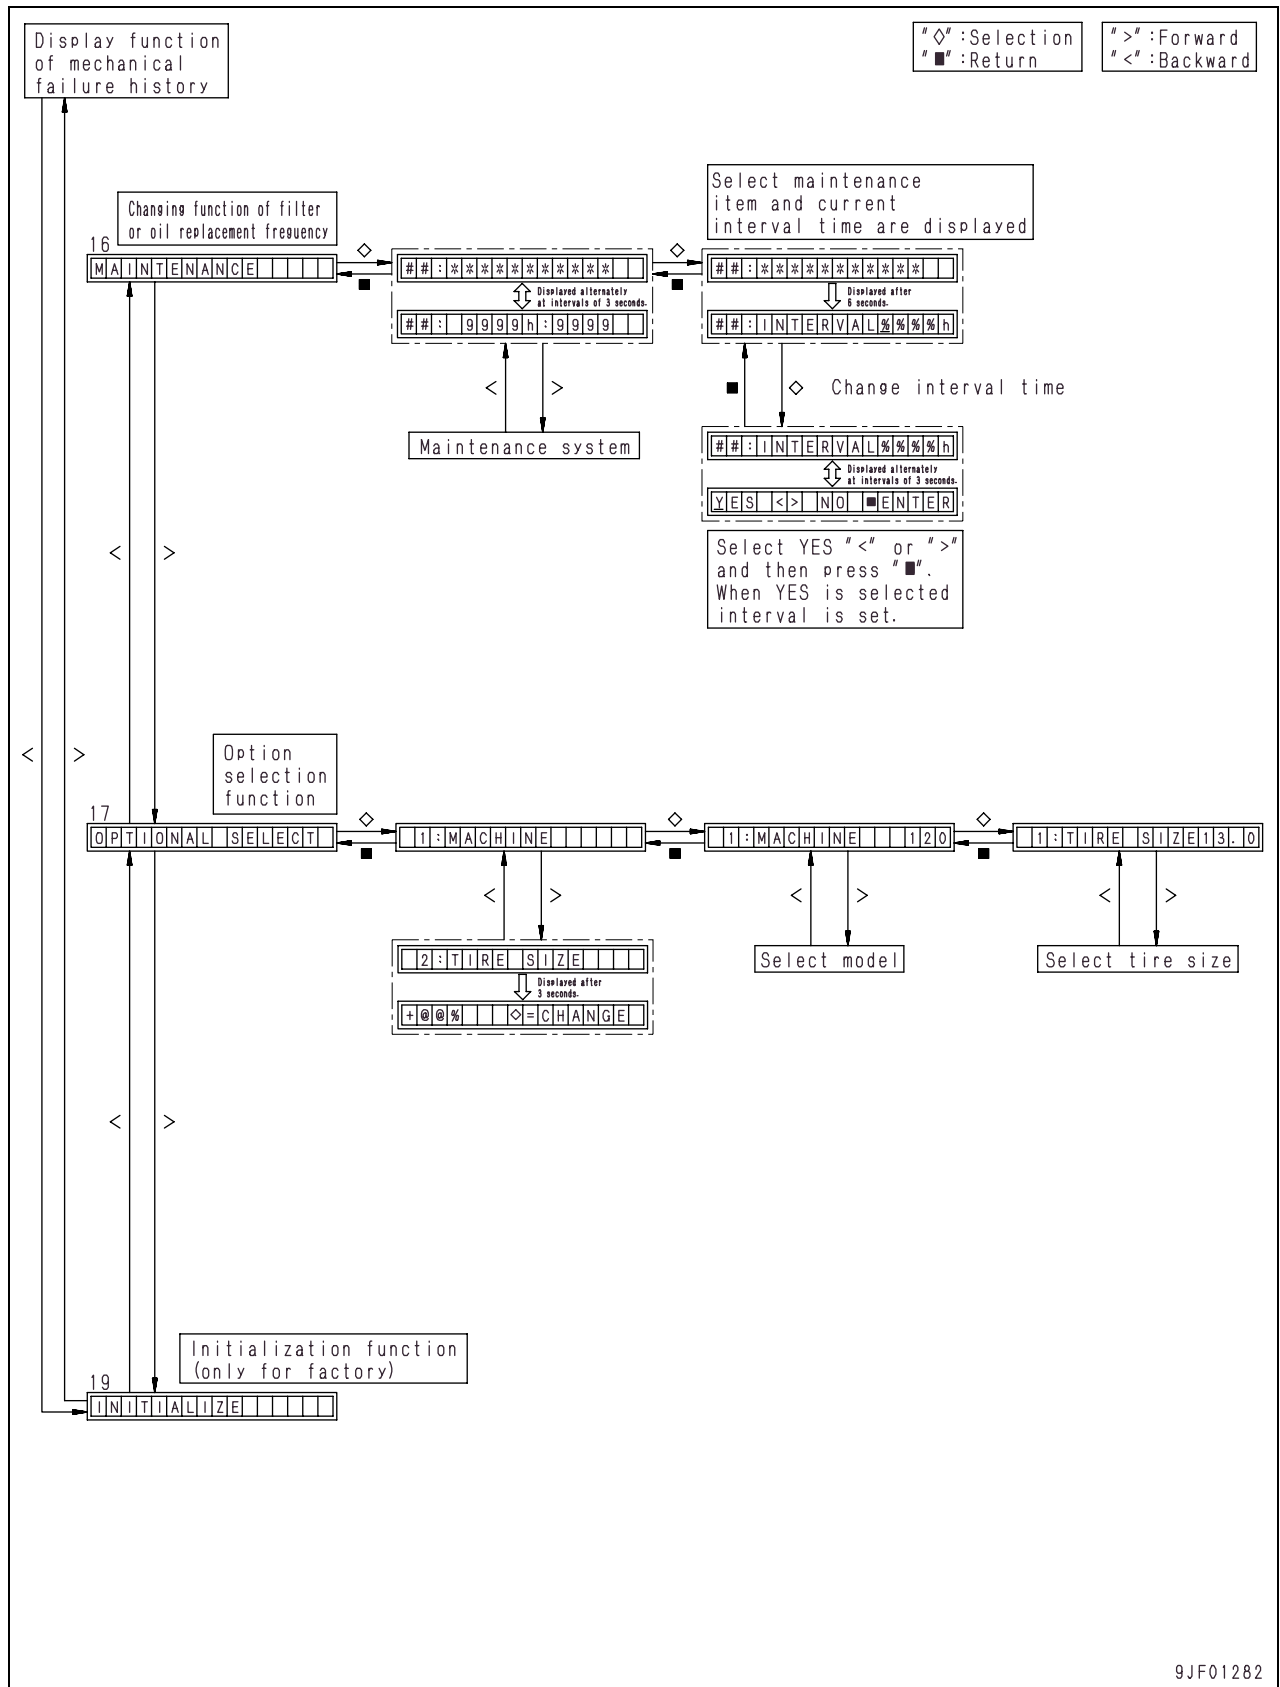 Display function
of mechanical
failure history
"◇":Selection
"■":Return
">":Forward
"<":Backward
Changing function of filter
or oil replacement freguency
16
MAINTENANCE
◇
■
##:***********
Displayed alternately
at intervals of 3 seconds.
##: 9999h:9999
< >
Maintenance system
◇
■
Select maintenance
item and current
interval time are displayed
##:***********
Displayed after
6 seconds.
##:INTERVAL%%%%h
■ ◇ Change interval time
##:INTERVAL%%%%h
Displayed alternately
at intervals of 3 seconds.
YES <> NO ■ENTER
Select YES "<" or ">"
and then press "■".
When YES is selected
interval is set.
< >
< >
Option
selection
function
17
OPTIONAL SELECT
◇
■
1:MACHINE
◇
■
1:MACHINE 120
◇
■
1:TIRE SIZE13.0
< >
< >
< >
2:TIRE SIZE
Displayed after
3 seconds.
+@@% ◇=CHANGE
Select model
Select tire size
< >
Initialization function
(only for factory)
19
INITIALIZE
9JF01282